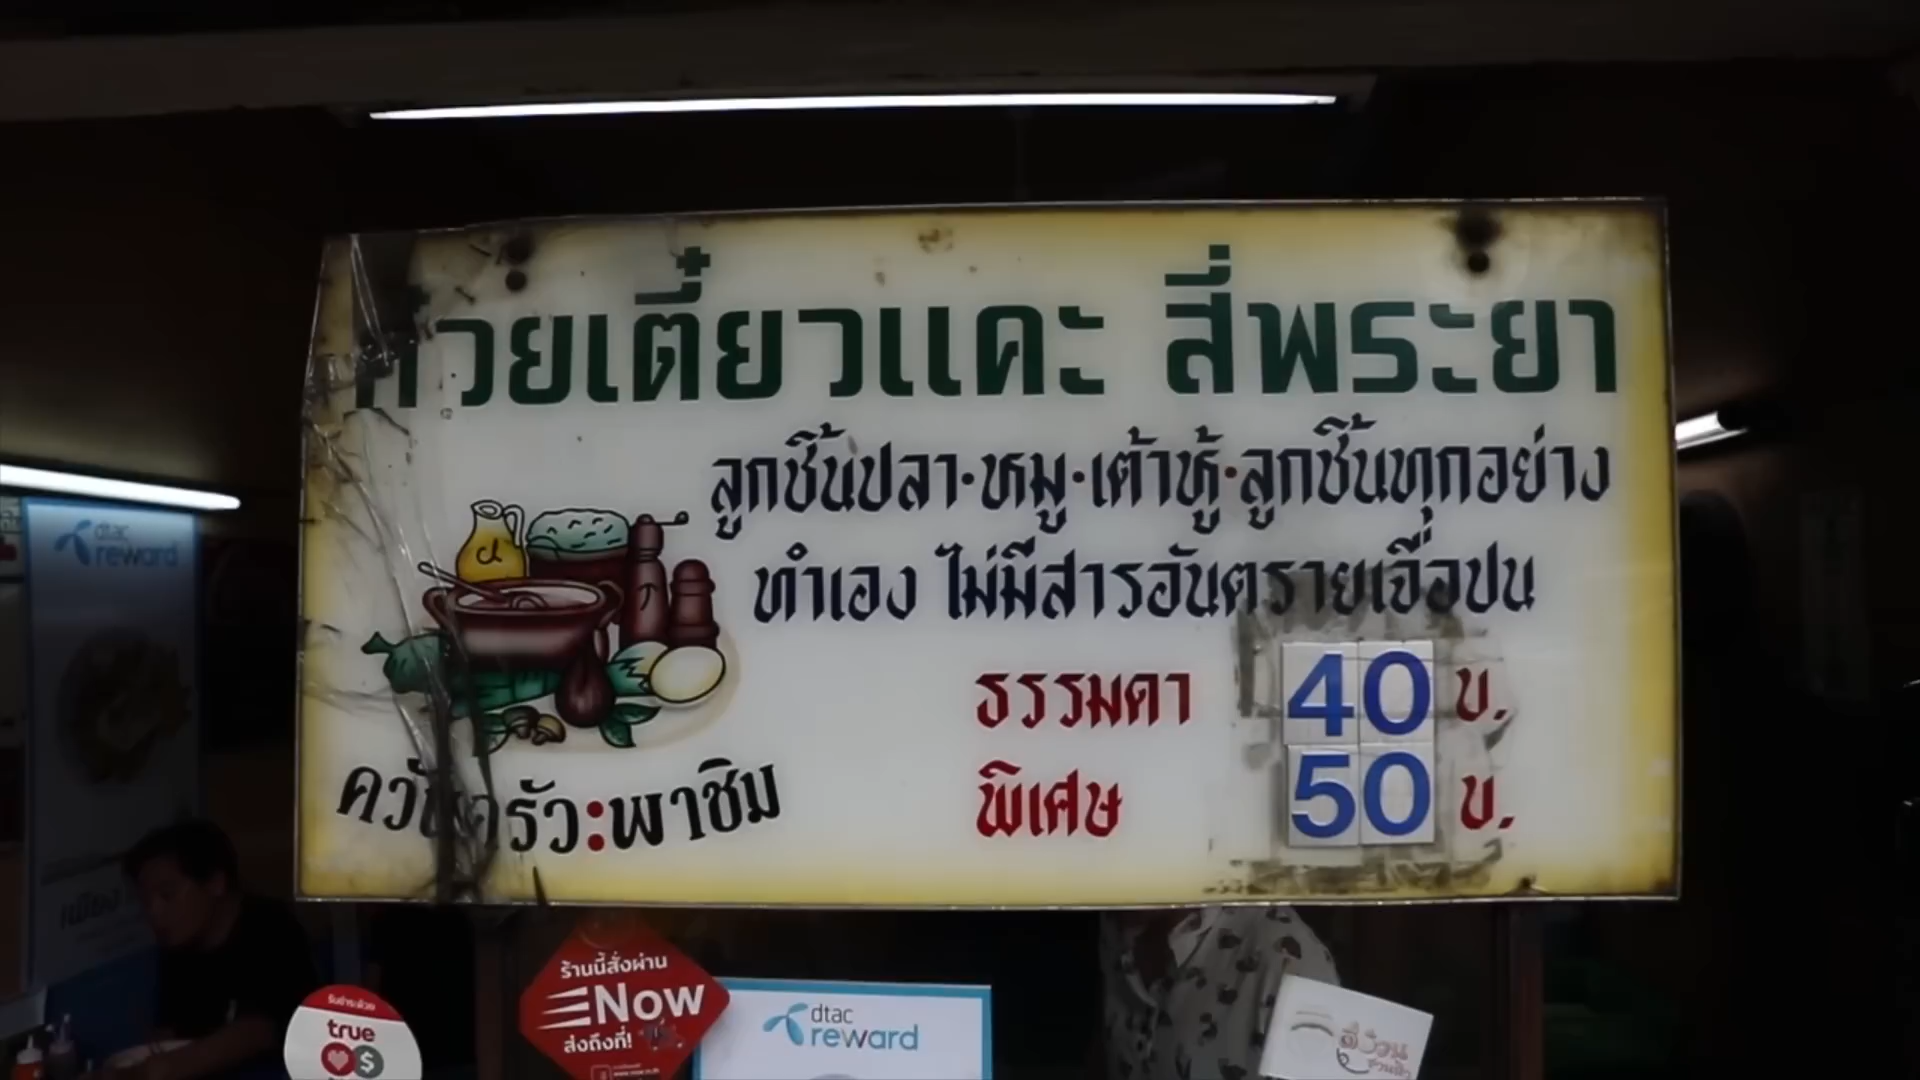 ก๋วยเตี๋ยวแคะ สี่พระยา
ลูกชิ้นปลา·หมู·เต้าหู้·ลูกชิ้นทุกอย่าง
ทำเอง ไม่มีสารอันตรายเจือปน
ธรรมดา 40 บ.
พิเศษ 50 บ.
ควันครัว:พาชิม
dtac
reward
ร้านนี้สั่งผ่าน
Now
ส่งถึงที่!
true
dtac
reward